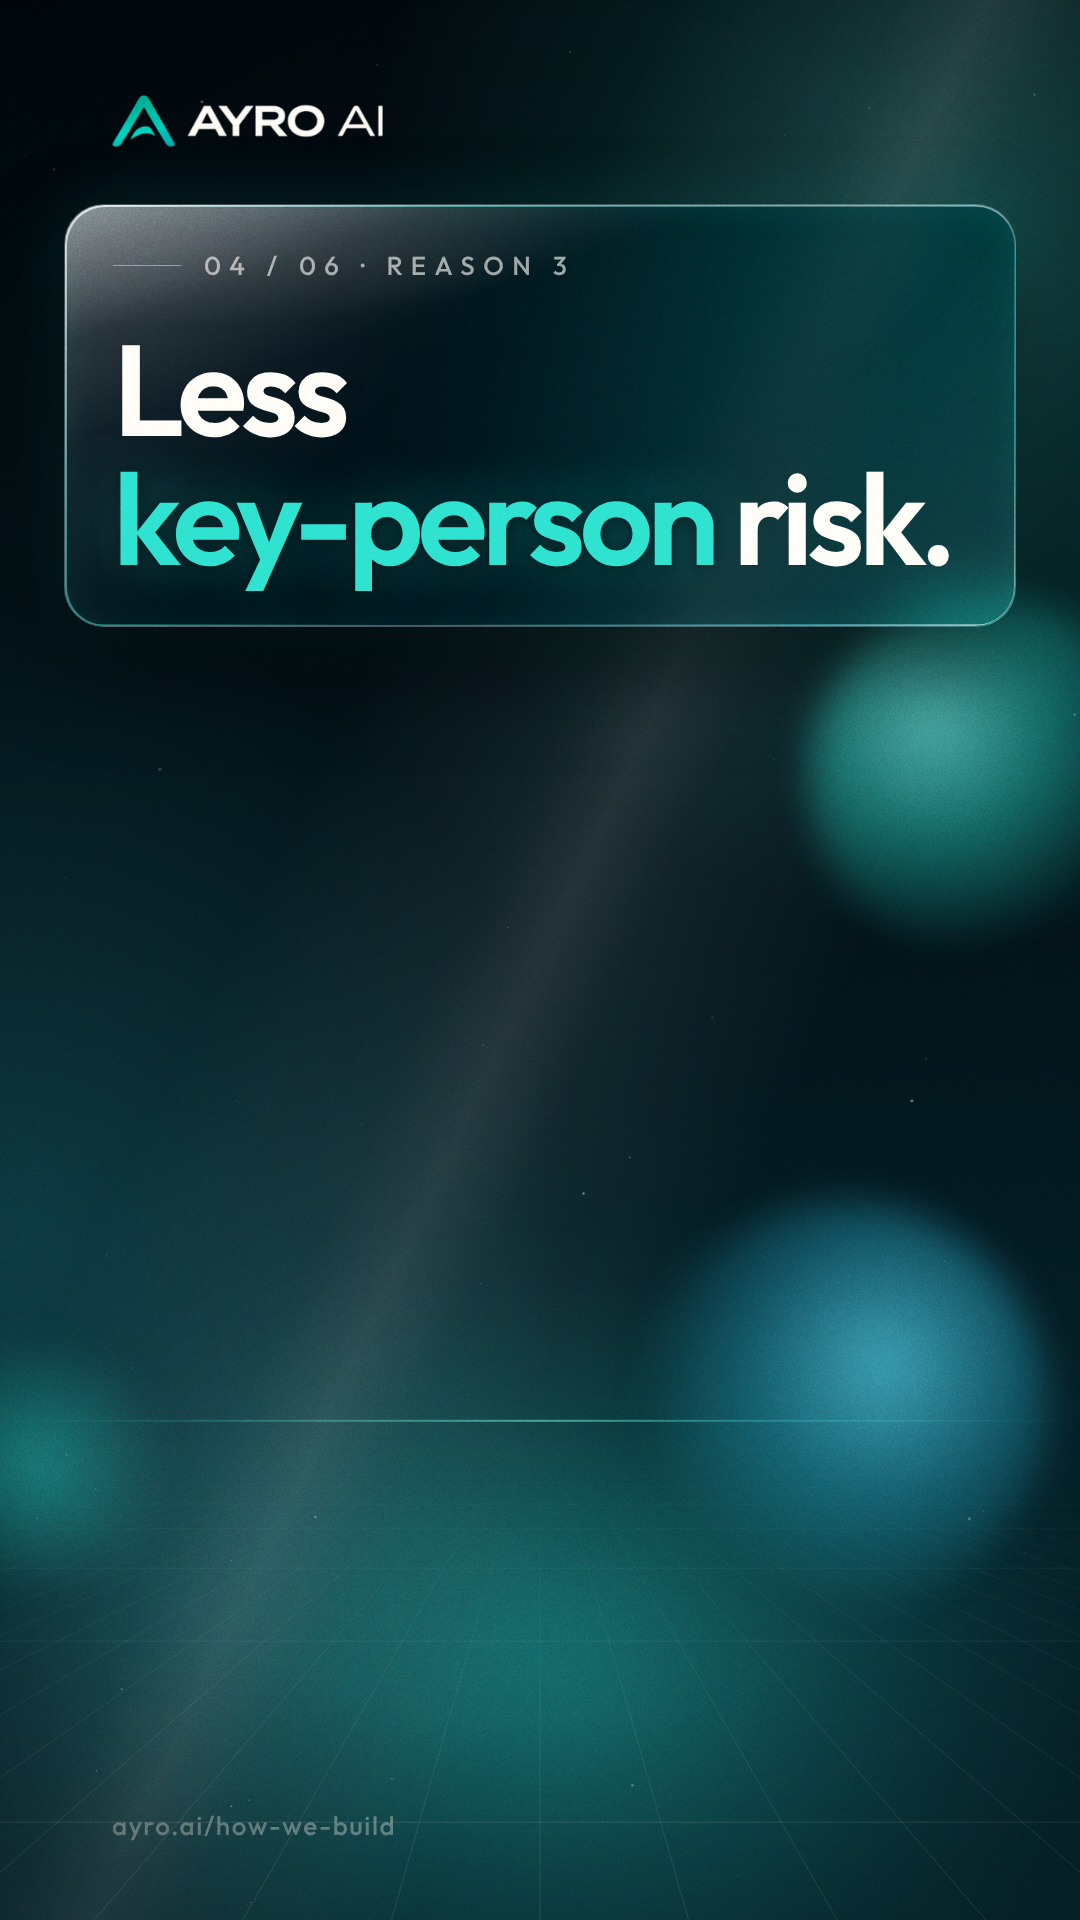 AYRO AI
04 / 06 · REASON 3
Less
key-person risk.
ayro.ai/how-we-build